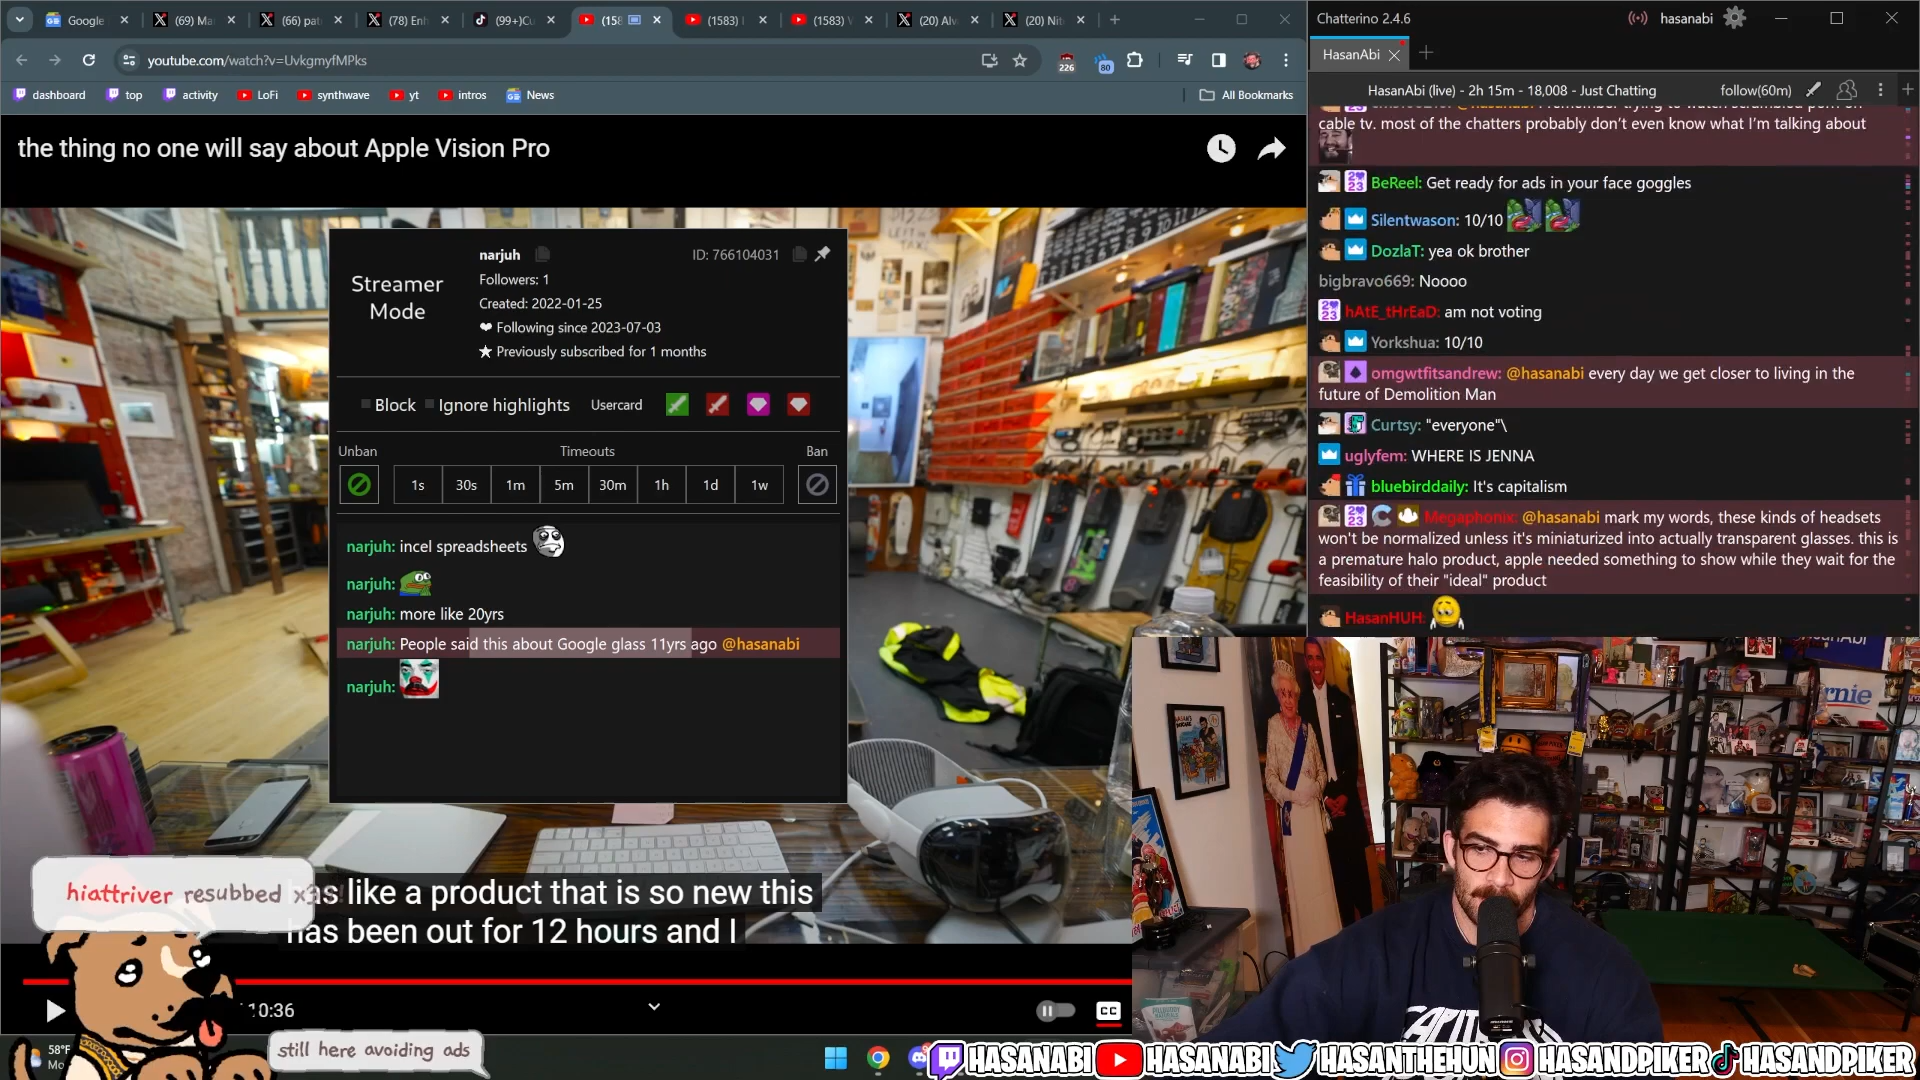 Google
(69) Ma
(66) pat
(78) Enh
(99+)Cu
(158
(1583)
(1583)
(20) Alv
(20) Nit
youtube.com/watch?v=UvkgmyfMPks
226
80
dashboard
top
activity
LoFi
synthwave
yt
intros
News
All Bookmarks
the thing no one will say about Apple Vision Pro
Streamer
Mode
narjuh
ID: 766104031
Followers: 1
Created: 2022-01-25
Following since 2023-07-03
Previously subscribed for 1 months
Block
Ignore highlights
Usercard
Unban
Timeouts
Ban
1s
30s
1m
5m
30m
1h
1d
1w
narjuh: incel spreadsheets
narjuh:
narjuh: more like 20yrs
narjuh: People said this about Google glass 11yrs ago @hasanabi
narjuh:
hiattriver resubbed
like a product that is so new this
has been out for 12 hours and I
10:36
CC
58°F
still here avoiding ads
Chatterino 2.4.6
hasanabi
HasanAbi
HasanAbi (live) - 2h 15m - 18,008 - Just Chatting
follow(60m)
cable tv. most of the chatters probably don't even know what I'm talking about
BeReel: Get ready for ads in your face goggles
Silentwason: 10/10
DozlaT: yea ok brother
bigbravo669: Noooo
hAtE_tHrEaD: am not voting
Yorkshua: 10/10
omgwtfitsandrew: @hasanabi every day we get closer to living in the
future of Demolition Man
Curtsy: "everyone"\
uglyfem: WHERE IS JENNA
bluebirddaily: It's capitalism
Megaphonix: @hasanabi mark my words, these kinds of headsets
won't be normalized unless it's miniaturized into actually transparent glasses. this is
a premature halo product, apple needed something to show while they wait for the
feasibility of their "ideal" product
HasanHUH:
HASANABI
HASANABI
HASANTHEHUN
HASANDPIKER
HASANDPIKER